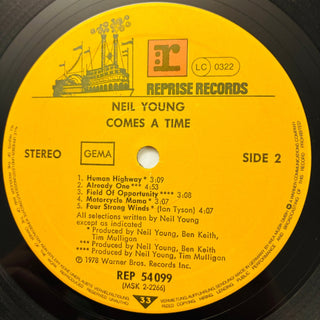 r
LC 0322
REPRISE RECORDS
NEIL YOUNG
COMES A TIME
STEREO
GEMA
SIDE 2
1. Human Highway * 3:09
2. Already One *** 4:53
3. Field Of Opportunity **** 3:08
4. Motorcycle Mama * 3:08
5. Four Strong Winds * (Ian Tyson) 4:07
All selections written by Neil Young,
except as indicated
* Produced by Neil Young, Ben Keith,
Tim Mulligan
*** Produced by Neil Young, Ben Keith
**** Produced by Neil Young, Tim Mulligan.
℗ 1978 Warner Bros. Records Inc.
REP 54 099
(MSK 2-2266)
33